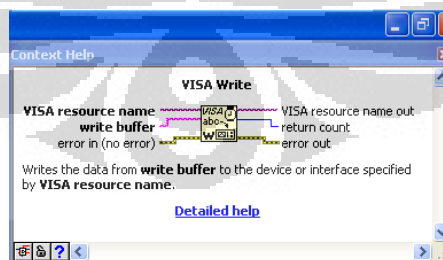 Context Help
VISA Write
VISA resource name
VISA resource name out
write buffer
return count
error in (no error)
error out
VISA
abc
W
Writes the data from write buffer to the device or interface specified
by VISA resource name.
Detailed help
?